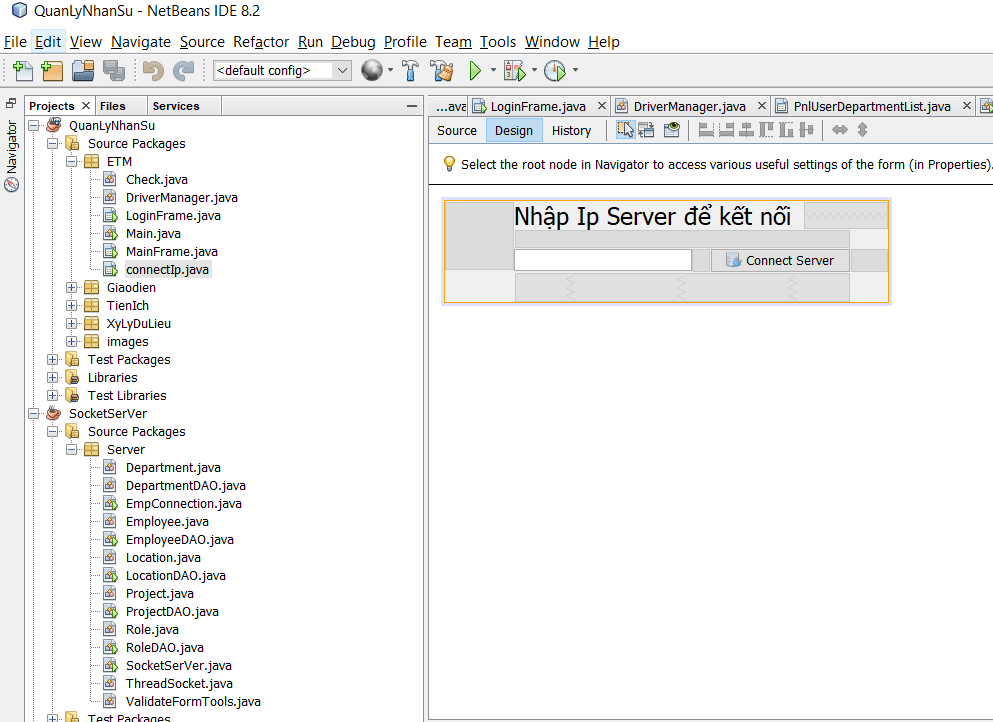 QuanLyNhanSu - NetBeans IDE 8.2
File Edit View Navigate Source Refactor Run Debug Profile Team Tools Window Help
<default config>
Projects Files Services
Navigator
QuanLyNhanSu
Source Packages
ETM
Check.java
DriverManager.java
LoginFrame.java
Main.java
MainFrame.java
connectIp.java
Giaodien
TienIch
XyLyDuLieu
images
Test Packages
Libraries
Test Libraries
SocketSerVer
Source Packages
Server
Department.java
DepartmentDAO.java
EmpConnection.java
Employee.java
EmployeeDAO.java
Location.java
LocationDAO.java
Project.java
ProjectDAO.java
Role.java
RoleDAO.java
SocketSerVer.java
ThreadSocket.java
ValidateFormTools.java
Test Packages
...ava LoginFrame.java DriverManager.java PnlUserDepartmentList.java
Source Design History
Select the root node in Navigator to access various useful settings of the form (in Properties).
Nhập Ip Server để kết nối
Connect Server